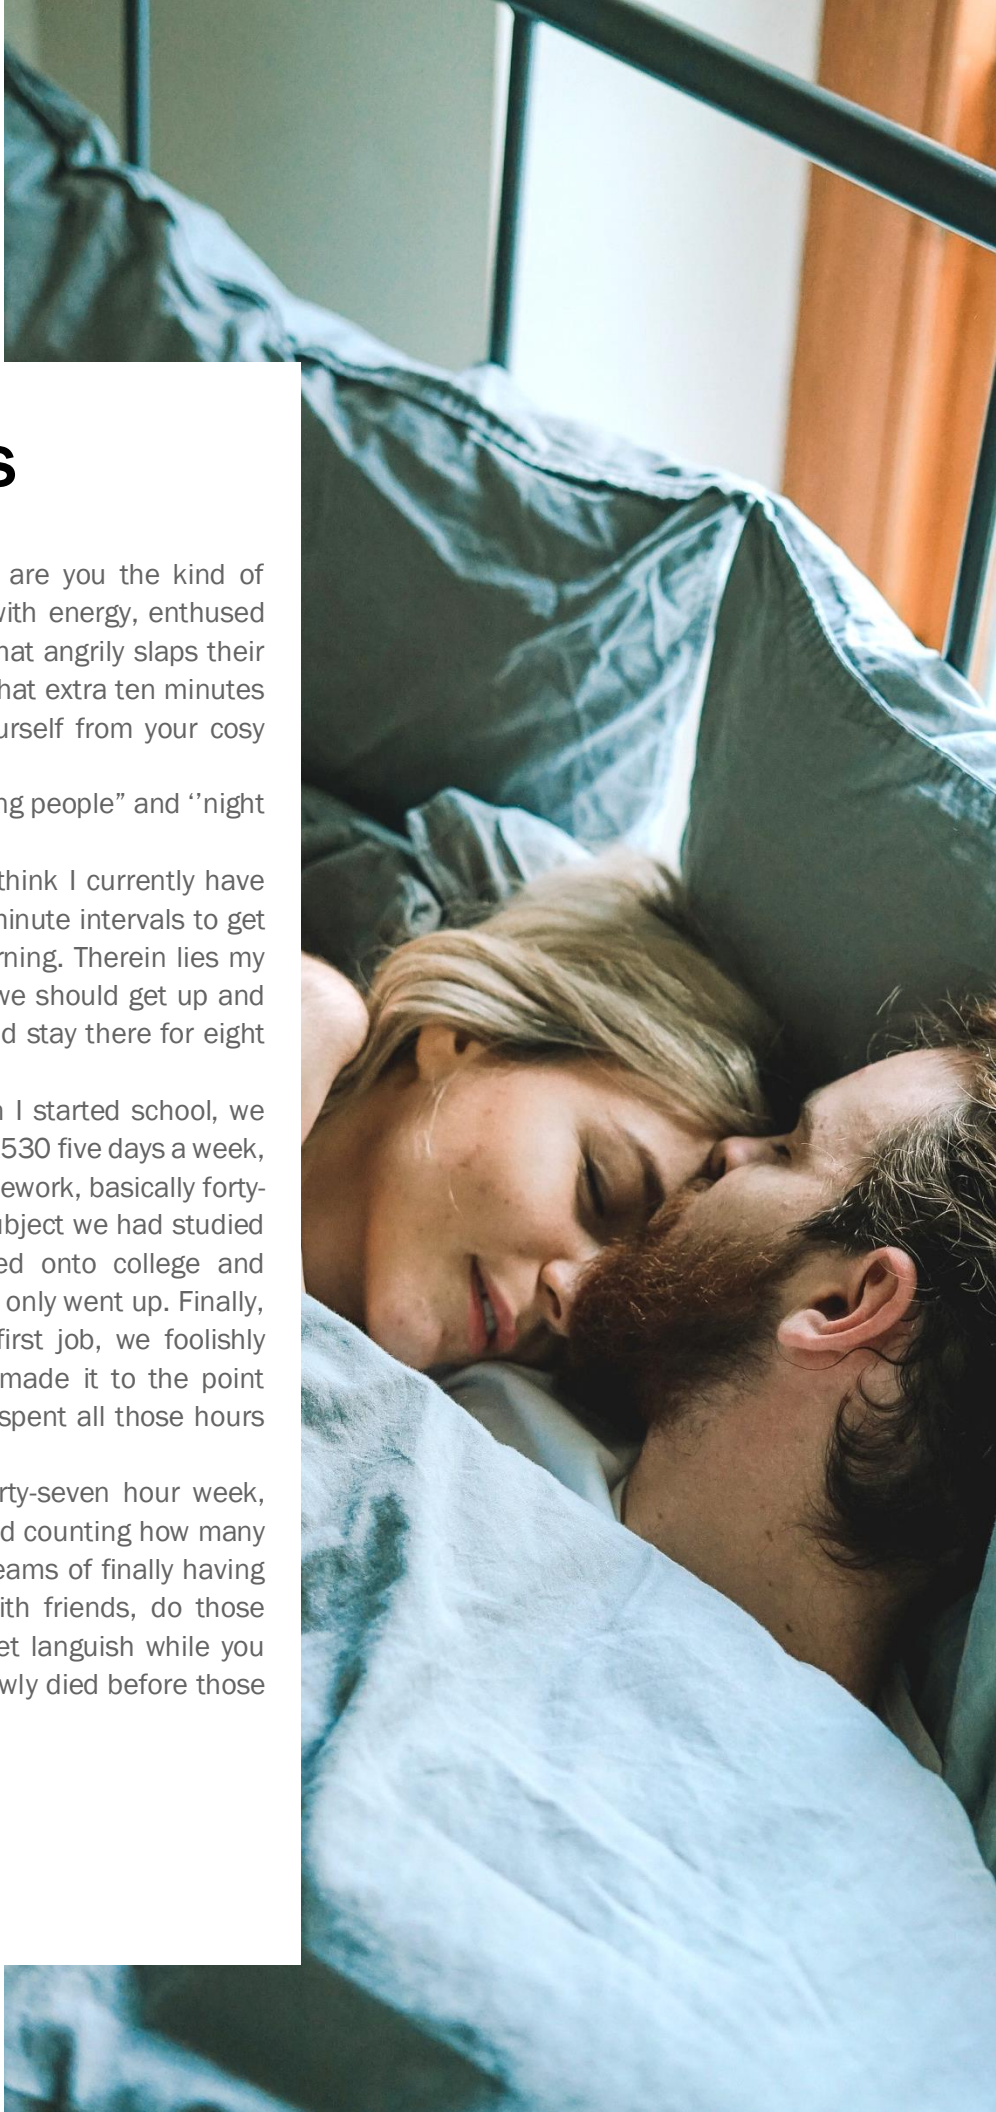 s
are you the kind of
with energy, enthused
hat angrily slaps their
hat extra ten minutes
urself from your cosy
ng people” and ‘’night
think I currently have
minute intervals to get
rning. Therein lies my
we should get up and
d stay there for eight
n I started school, we
530 five days a week,
ework, basically forty-
ubject we had studied
ed onto college and
only went up. Finally,
first job, we foolishly
made it to the point
spent all those hours
rty-seven hour week,
d counting how many
eams of finally having
ith friends, do those
et languish while you
wly died before those